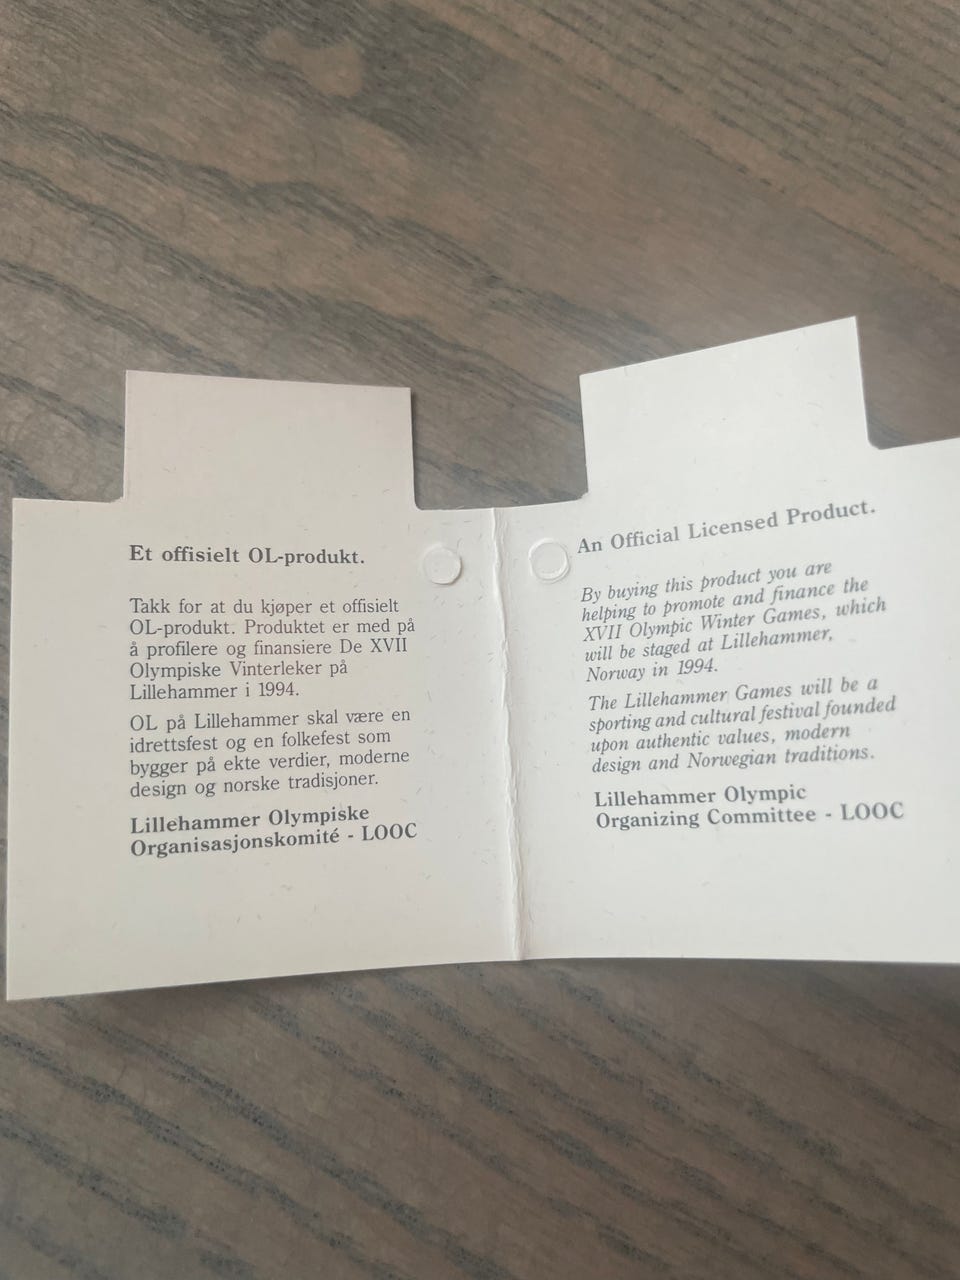 Et offisielt OL-produkt.
Takk for at du kjøper et offisielt
OL-produkt. Produktet er med på
å profilere og finansiere De XVII
Olympiske Vinterleker på
Lillehammer i 1994.
OL på Lillehammer skal være en
idrettsfest og en folkefest som
bygger på ekte verdier, moderne
design og norske tradisjoner.
Lillehammer Olympiske
Organisasjonskomité - LOOC
An Official Licensed Product.
By buying this product you are
helping to promote and finance the
XVII Olympic Winter Games, which
will be staged at Lillehammer,
Norway in 1994.
The Lillehammer Games will be a
sporting and cultural festival founded
upon authentic values, modern
design and Norwegian traditions.
Lillehammer Olympic
Organizing Committee - LOOC